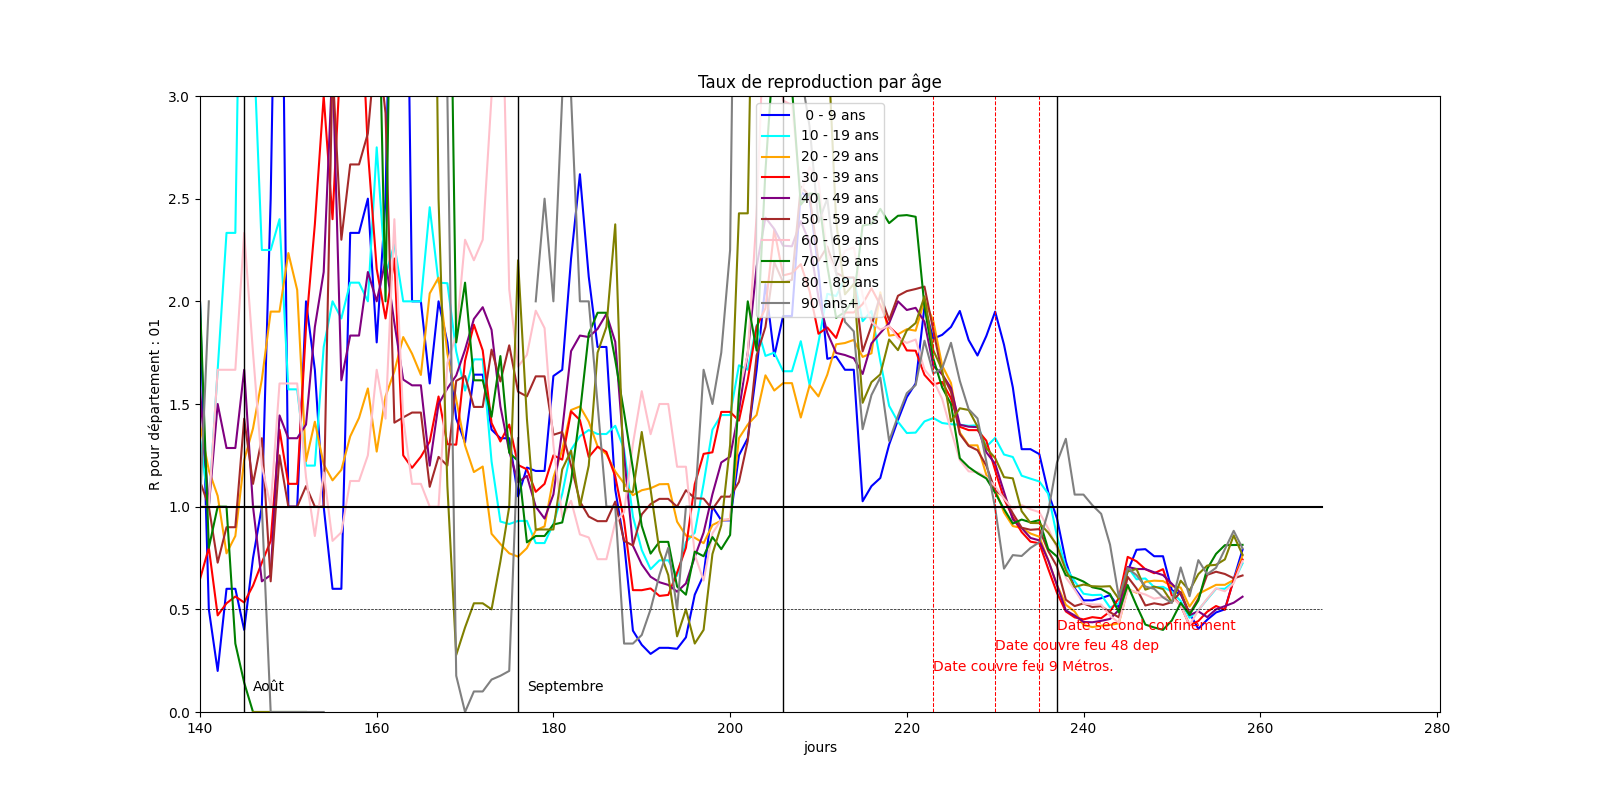 Taux de reproduction par âge
R pour département : 01
3.0
2.5
2.0
1.5
1.0
0.5
0.0
0 - 9 ans
10 - 19 ans
20 - 29 ans
30 - 39 ans
40 - 49 ans
50 - 59 ans
60 - 69 ans
70 - 79 ans
80 - 89 ans
90 ans+
Date second confinement
Date couvre feu 48 dep
Date couvre feu 9 Métros.
Août
Septembre
140 160 180 200 220 240 260 280
jours